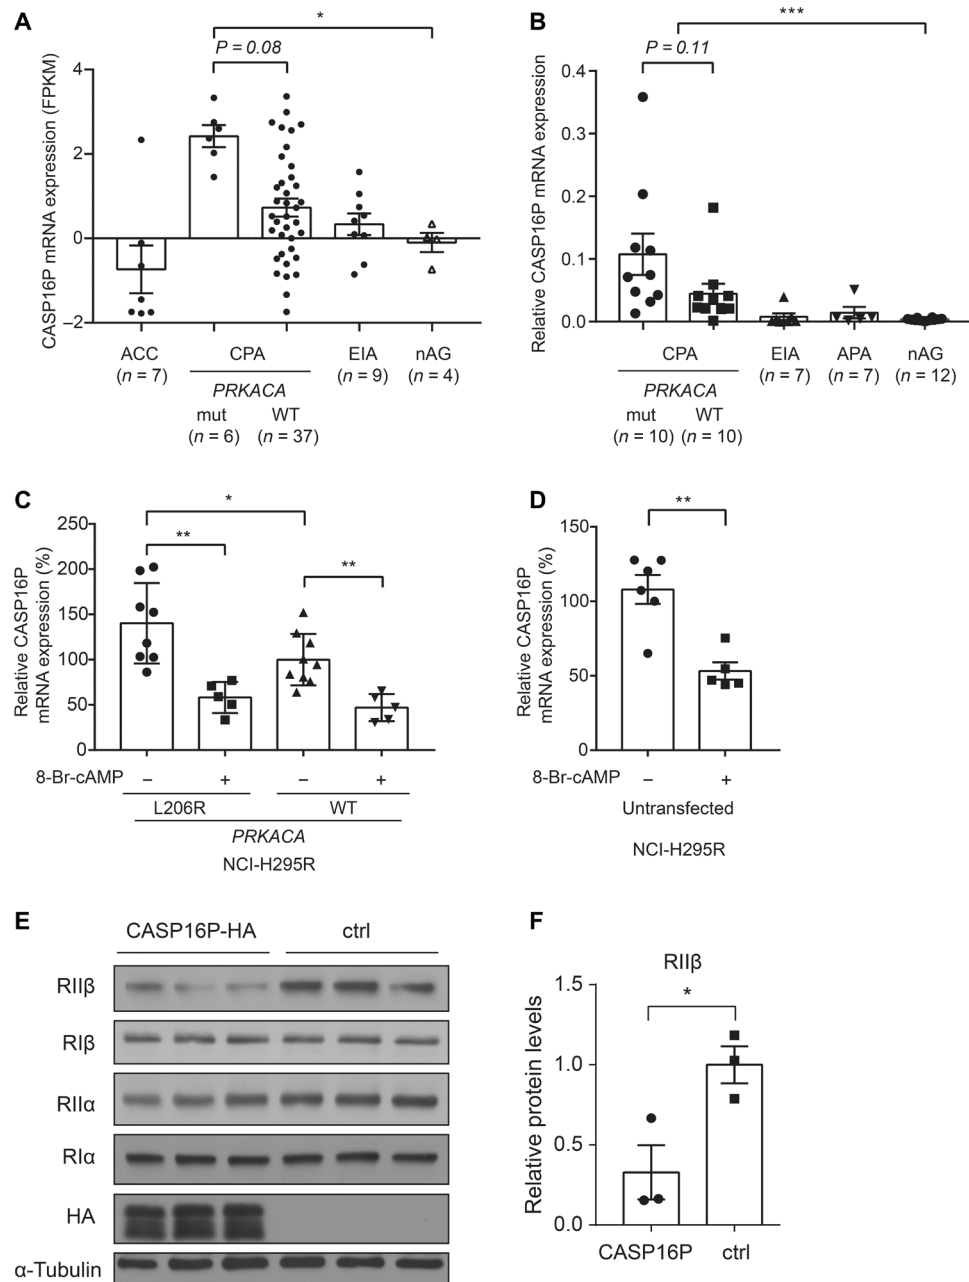 A
*
P = 0.08
CASP16P mRNA expression (FPKM)
4
2
0
−2
ACC
(n = 7)
CPA
EIA
(n = 9)
nAG
(n = 4)
PRKACA
mut
(n = 6)
WT
(n = 37)
B
***
P = 0.11
Relative CASP16P mRNA expression
0.4
0.3
0.2
0.1
0.0
CPA
EIA
(n = 7)
APA
(n = 7)
nAG
(n = 12)
PRKACA
mut
(n = 10)
WT
(n = 10)
C
*
**
**
Relative CASP16P
mRNA expression (%)
250
200
150
100
50
0
8-Br-cAMP – + – +
L206R WT
PRKACA
NCI-H295R
D
**
Relative CASP16P
mRNA expression (%)
150
100
50
0
8-Br-cAMP – +
Untransfected
NCI-H295R
E
CASP16P-HA ctrl
RIIβ
RIβ
RIIα
RIα
HA
α-Tubulin
F
RIIβ
*
Relative protein levels
1.5
1.0
0.5
0.0
CASP16P ctrl